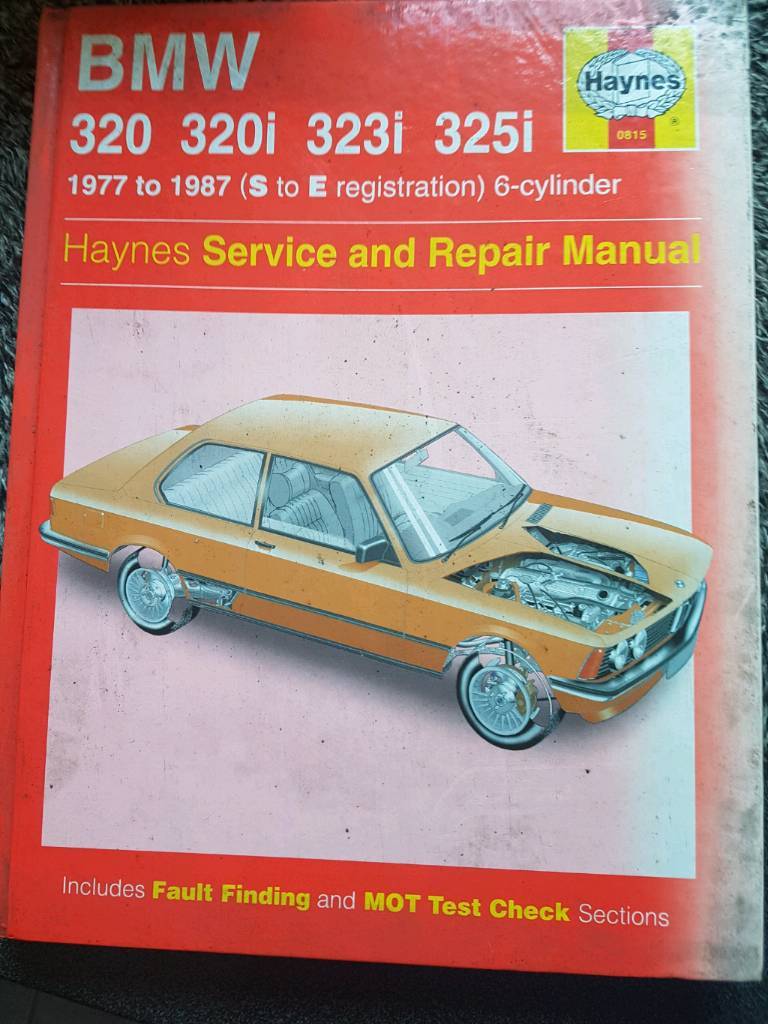 BMW
Haynes
®
0815
320 320i 323i 325i
1977 to 1987 (S to E registration) 6-cylinder
Haynes Service and Repair Manual
Includes Fault Finding and MOT Test Check Sections